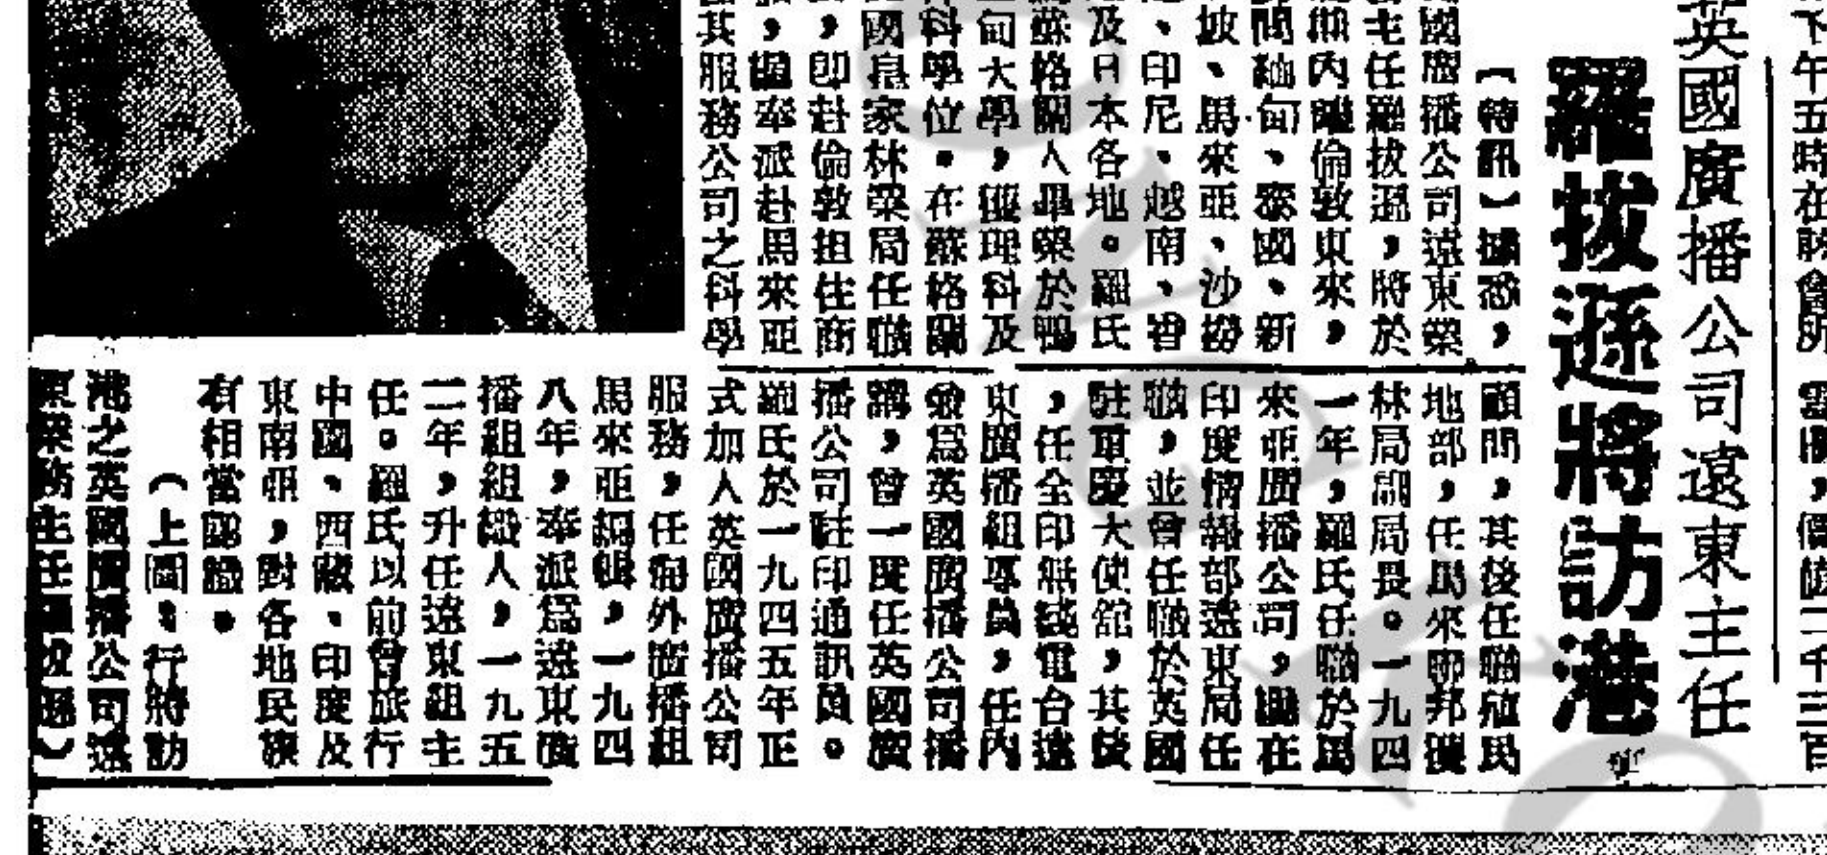 下午五時在
英國廣播公司遠東主任
羅拔遜將訪港
【特訊】據悉，
國廣播公司遠東業
主任羅拔遜，將於
內離倫敦東來，
問緬甸、泰國、新
坡、馬來亞、沙撈
、印尼、越南、
及日本各地。羅氏
蘇格蘭人畢業於鴨
甸大學，獲理科及
科學位。在蘇格蘭
國皇家林業局任職
，即赴倫敦担任商
，繼奉派赴馬來亞
其服務公司之科學
顧問，其後任職殖民
地部，任馬來聯邦護
林局副局長。一九四
一年，羅氏任職於馬
來亞廣播公司，繼在
印度情報部遠東局任
職，並曾任職於英國
駐重慶大使館，其後
，任全印無綫電台遠
東廣播組專員，任內
兼為英國廣播公司播
講，曾一度任英國廣
播公司駐印通訊員。
羅氏於一九四五年正
式加入英國廣播公司
服務，任海外廣播組
馬來亞編輯，一九四
八年，奉派爲遠東廣
播組組織人，一九五
二年，升任遠東組主
任。羅氏以前曾旅行
中國、西藏、印度及
東南亞，對各地民族
有相當認識。
（上圖：行將訪
港之英國廣播公司遠
東業務主任羅拔遜）